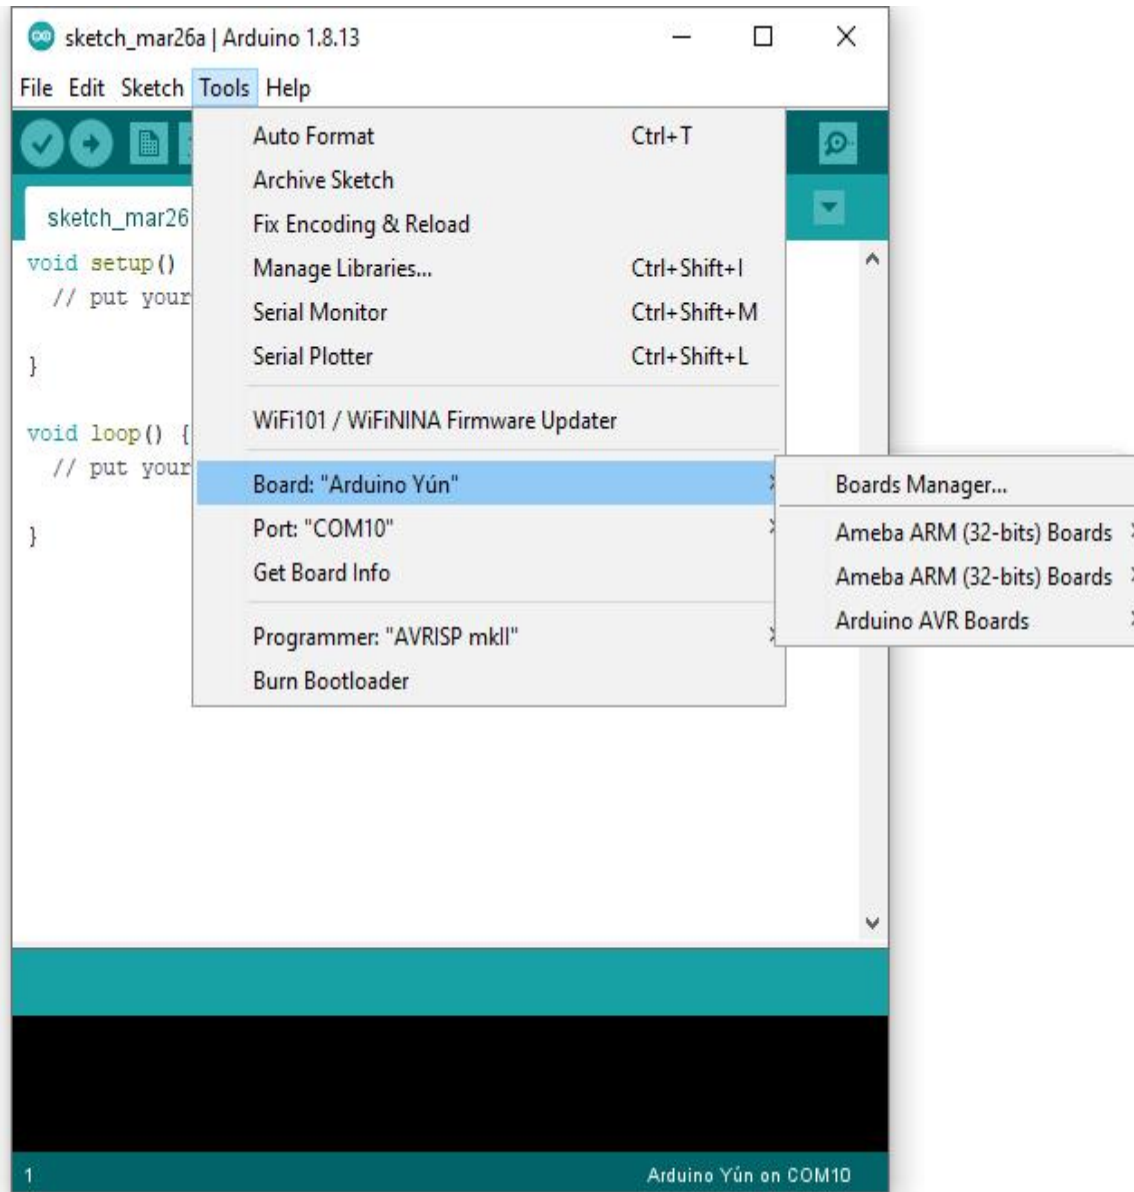 sketch_mar26a | Arduino 1.8.13
File Edit Sketch Tools Help
Auto Format Ctrl+T
Archive Sketch
sketch_mar26
Fix Encoding & Reload
void setup()
Manage Libraries... Ctrl+Shift+I
// put your
Serial Monitor Ctrl+Shift+M
Serial Plotter Ctrl+Shift+L
}
WiFi101 / WiFiNINA Firmware Updater
void loop() {
// put your
Board: "Arduino Yún"
Boards Manager...
Port: "COM10"
Ameba ARM (32-bits) Boards
}
Get Board Info
Ameba ARM (32-bits) Boards
Arduino AVR Boards
Programmer: "AVRISP mkII"
Burn Bootloader
1 Arduino Yún on COM10